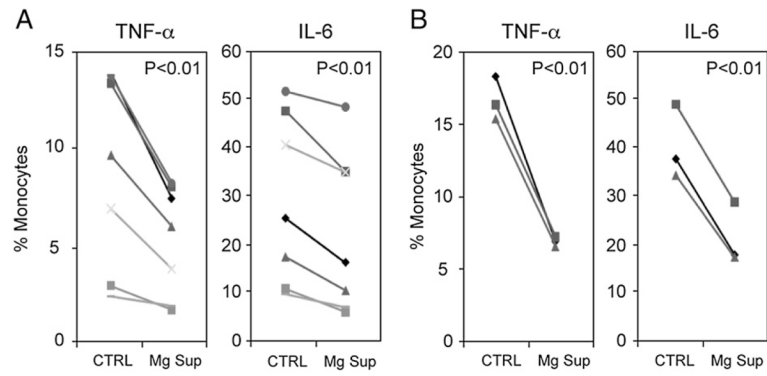 A
B
TNF-α
IL-6
TNF-α
IL-6
% Monocytes
15
10
5
0
P<0.01
CTRL Mg Sup
60
50
40
30
20
10
0
P<0.01
CTRL Mg Sup
% Monocytes
20
15
10
5
0
P<0.01
CTRL Mg Sup
60
50
40
30
20
10
0
P<0.01
CTRL Mg Sup